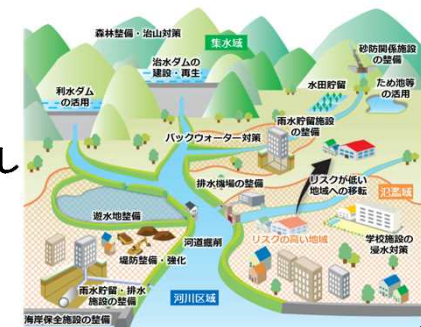 森林整備・治山対策
集水域
砂防関係施設
の整備
治水ダムの
建設・再生
水田貯留
ため池等
の活用
利水ダム
の活用
雨水貯留施設
の整備
バックウォーター対策
し
排水機場の整備
リスクが低い
地域への移転
氾濫域
遊水地整備
河道掘削
リスクの高い地域
学校施設の
浸水対策
堤防整備・強化
雨水貯留・排水
施設の整備
河川区域
海岸保全施設の整備